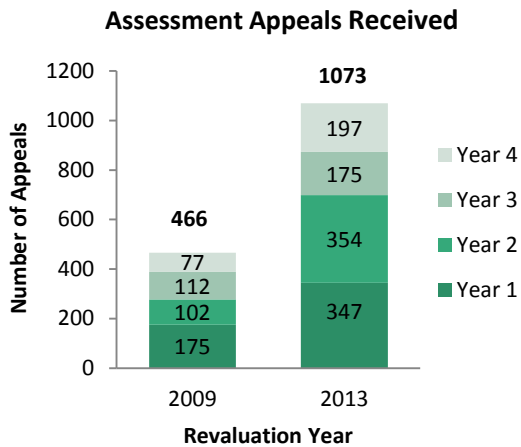 Assessment Appeals Received
Number of Appeals
1200
1000
800
600
400
200
0
466
77
112
102
175
1073
197
175
354
347
2009
2013
Revaluation Year
Year 4
Year 3
Year 2
Year 1